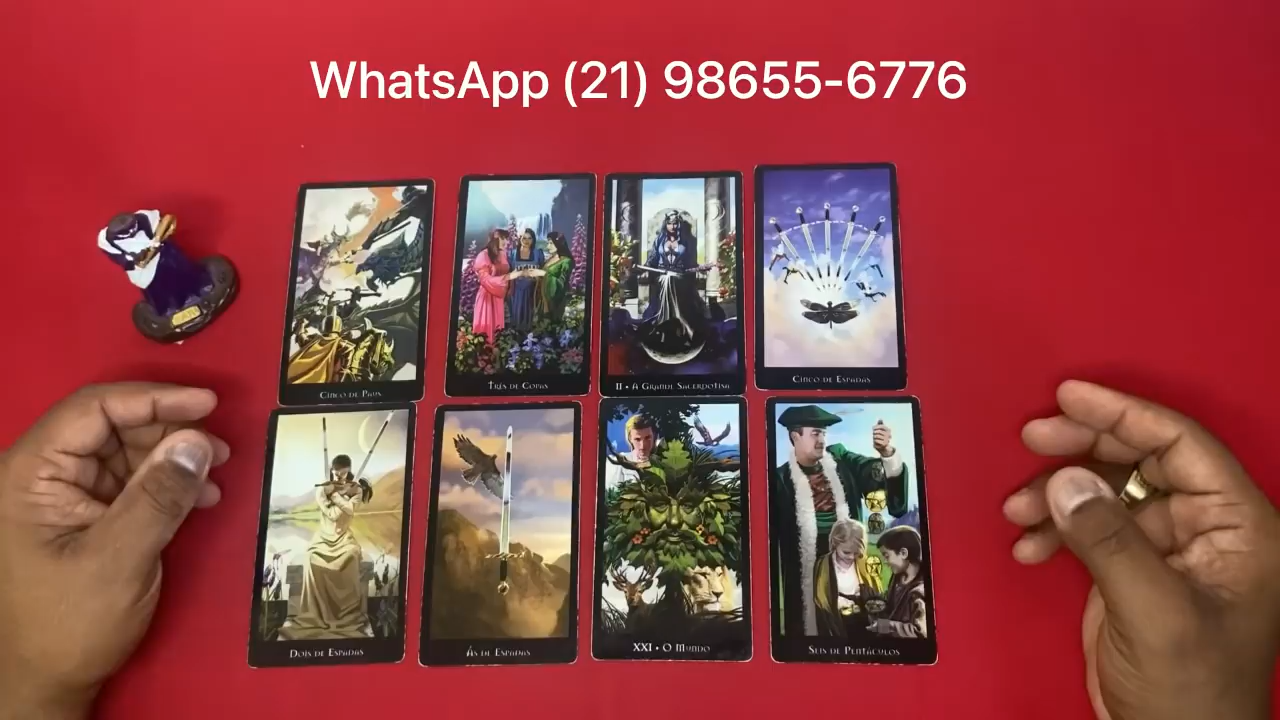 WhatsApp (21) 98655-6776
Cinco de Paus
Três de Copas
II • A Grande Sacerdotisa
Cinco de Espadas
Dois de Espadas
Ás de Espadas
XXI • O Mundo
Seis de Pentáculos